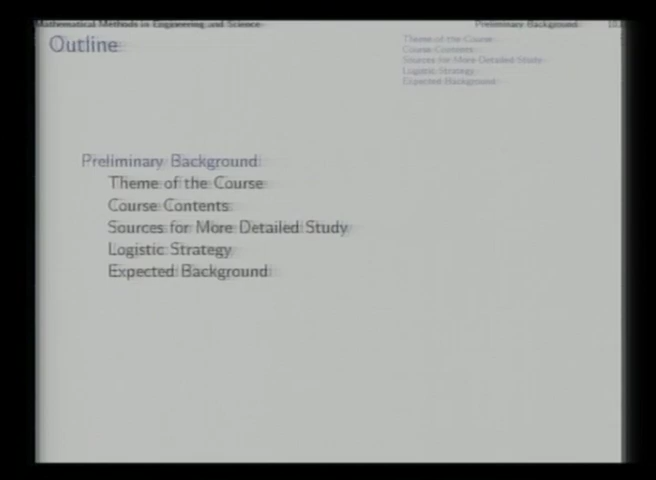 Mathematical Methods in Engineering and Science
Preliminary Background
Outline
Theme of the Course
Course Contents
Sources for More Detailed Study
Logistic Strategy
Expected Background
Preliminary Background
Theme of the Course
Course Contents
Sources for More Detailed Study
Logistic Strategy
Expected Background